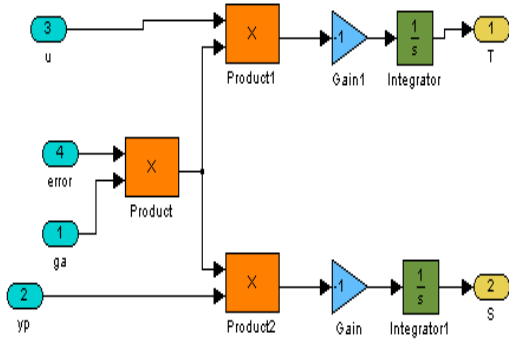 3
u
X
Product1
-1
Gain1
1
s
Integrator
1
T
4
error
X
Product
1
ga
2
yp
X
Product2
-1
Gain
1
s
Integrator1
2
S